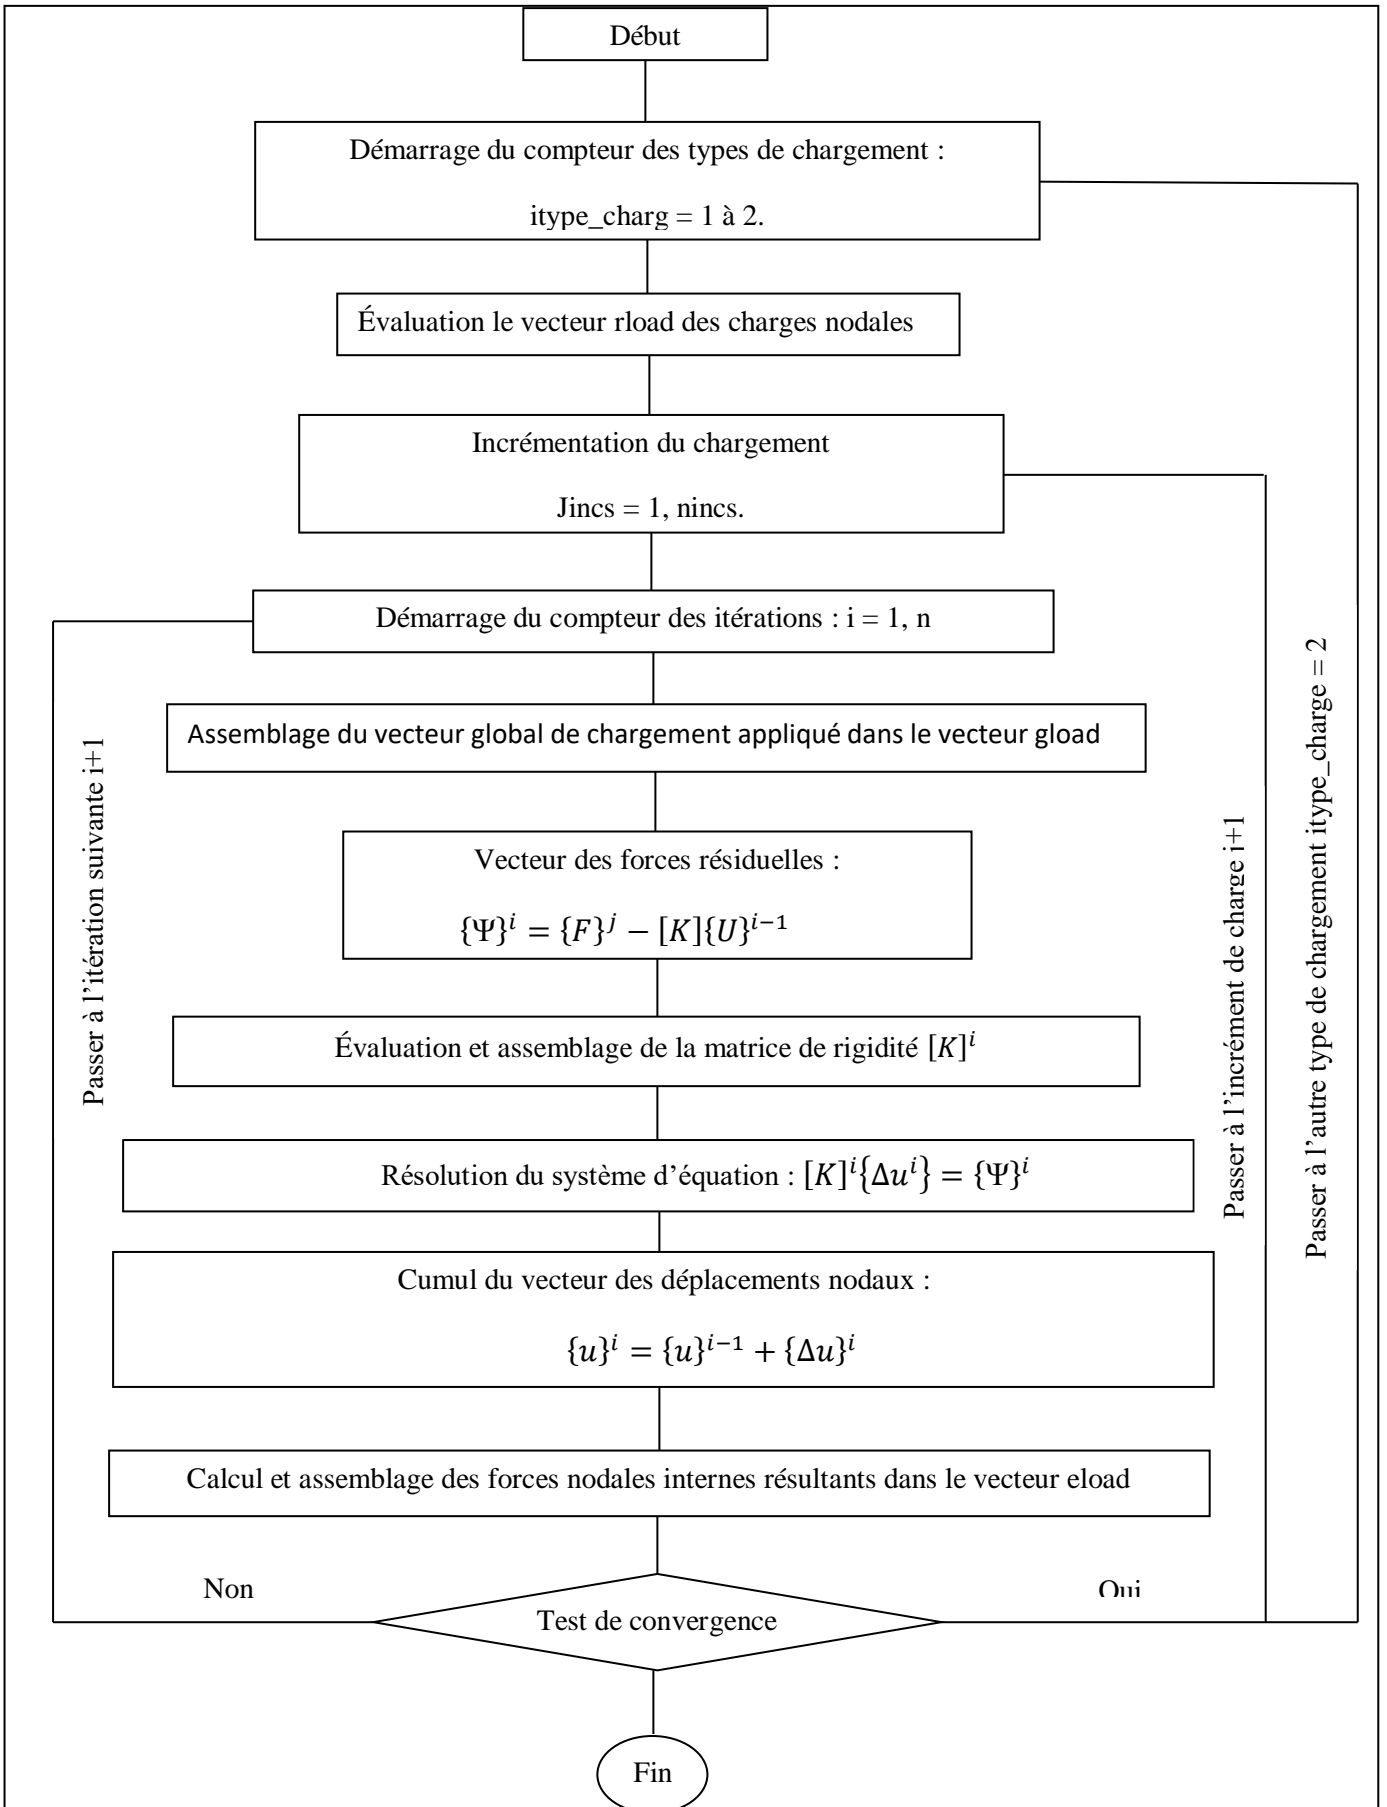 Début
Démarrage du compteur des types de chargement :
itype_charg = 1 à 2.
Évaluation le vecteur rload des charges nodales
Incrémentation du chargement
Jincs = 1, nincs.
Démarrage du compteur des itérations : i = 1, n
Assemblage du vecteur global de chargement appliqué dans le vecteur gload
Vecteur des forces résiduelles :
{Ψ}^i = {F}^j − [K]{U}^{i−1}
Évaluation et assemblage de la matrice de rigidité [K]^i
Résolution du système d’équation : [K]^i{Δu^i} = {Ψ}^i
Cumul du vecteur des déplacements nodaux :
{u}^i = {u}^{i−1} + {Δu}^i
Calcul et assemblage des forces nodales internes résultants dans le vecteur eload
Non
Oui
Test de convergence
Fin
Passer à l’itération suivante i+1
Passer à l’incrément de charge i+1
Passer à l’autre type de chargement itype_charge = 2